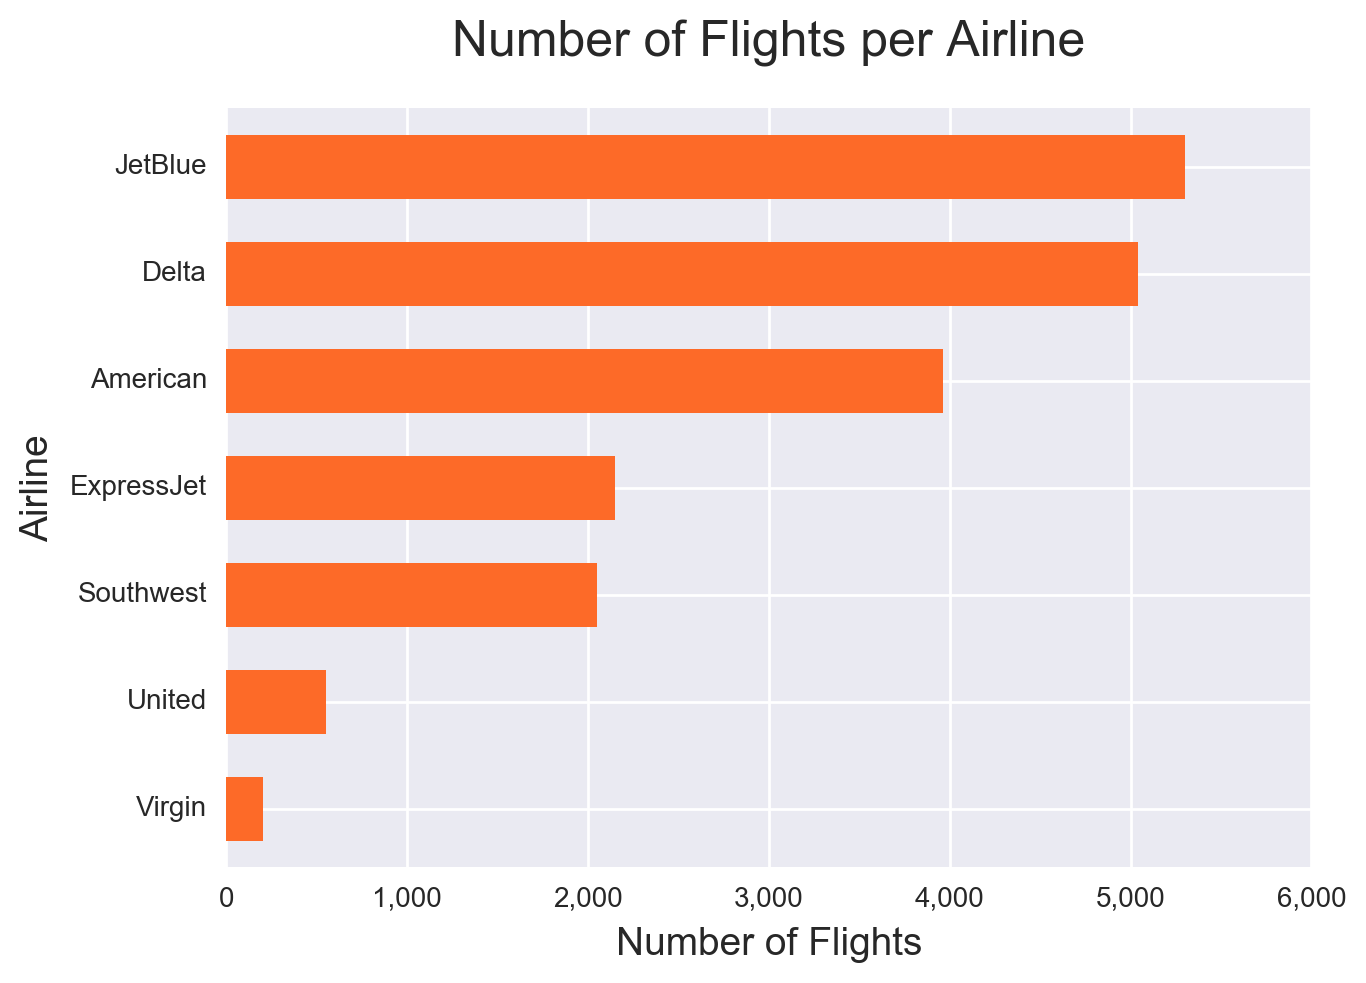 Number of Flights per Airline
JetBlue
Delta
American
ExpressJet
Southwest
United
Virgin
Airline
0 1,000 2,000 3,000 4,000 5,000 6,000
Number of Flights